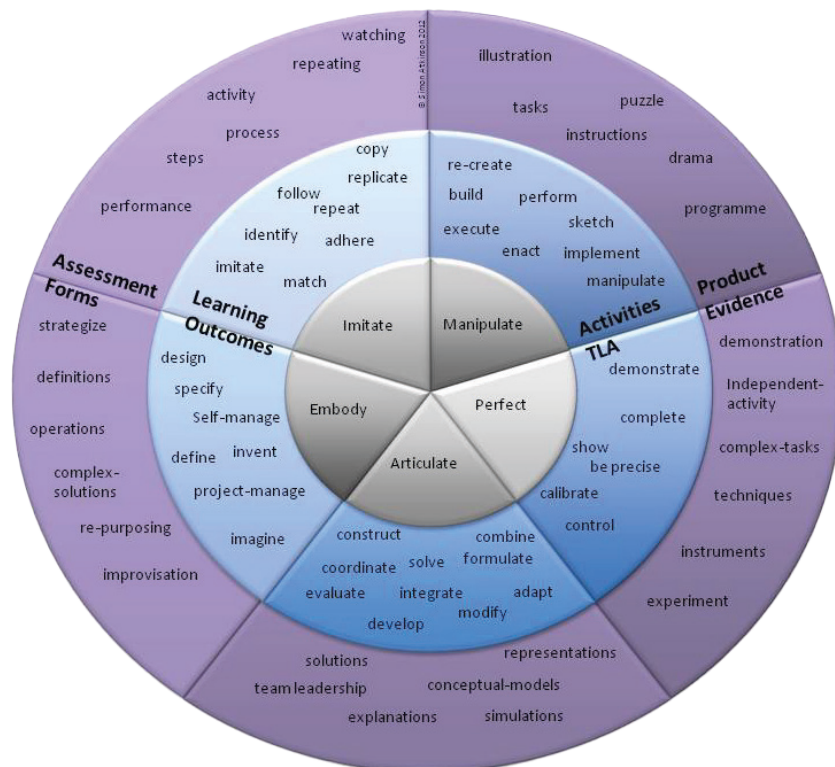 watching
repeating
activity
process
steps
performance
© Simon Atkinson 2012
illustration
puzzle
tasks
instructions
drama
programme
copy
replicate
follow
repeat
identify
adhere
imitate
match
re-create
build
perform
sketch
execute
enact
implement
manipulate
Assessment
Forms
Learning
Outcomes
Activities
TLA
Product
Evidence
Imitate
Manipulate
Embody
Perfect
Articulate
strategize
definitions
operations
complex-
solutions
re-purposing
improvisation
design
specify
Self-manage
define
invent
project-manage
imagine
demonstrate
complete
show
be precise
calibrate
control
demonstration
Independent-
activity
complex-tasks
techniques
instruments
experiment
construct
combine
coordinate
solve
formulate
evaluate
integrate
adapt
develop
modify
solutions
representations
team leadership
conceptual-models
explanations
simulations